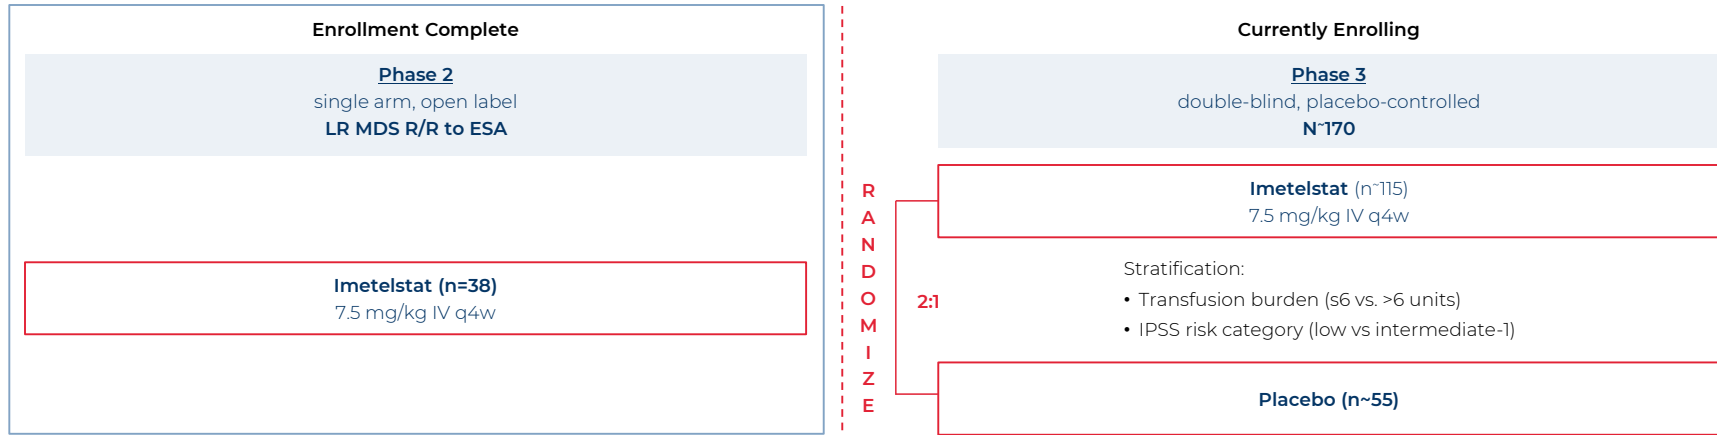 Enrollment Complete
Phase 2
single arm, open label
LR MDS R/R to ESA
Imetelstat (n=38)
7.5 mg/kg IV q4w
RANDOMIZE
2:1
Currently Enrolling
Phase 3
double-blind, placebo-controlled
N~170
Imetelstat (n~115)
7.5 mg/kg IV q4w
Stratification:
• Transfusion burden (s6 vs. >6 units)
• IPSS risk category (low vs intermediate-1)
Placebo (n~55)